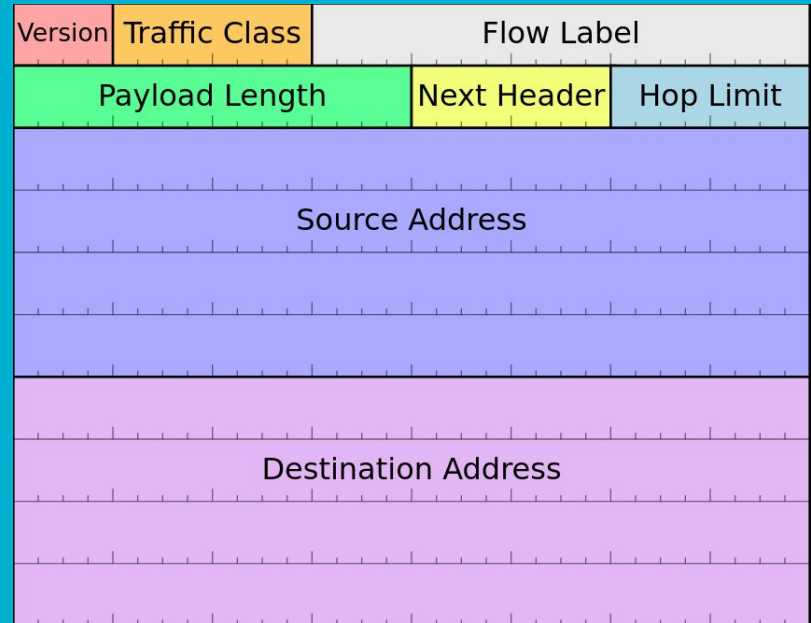 Version Traffic Class Flow Label
Payload Length Next Header Hop Limit
Source Address
Destination Address